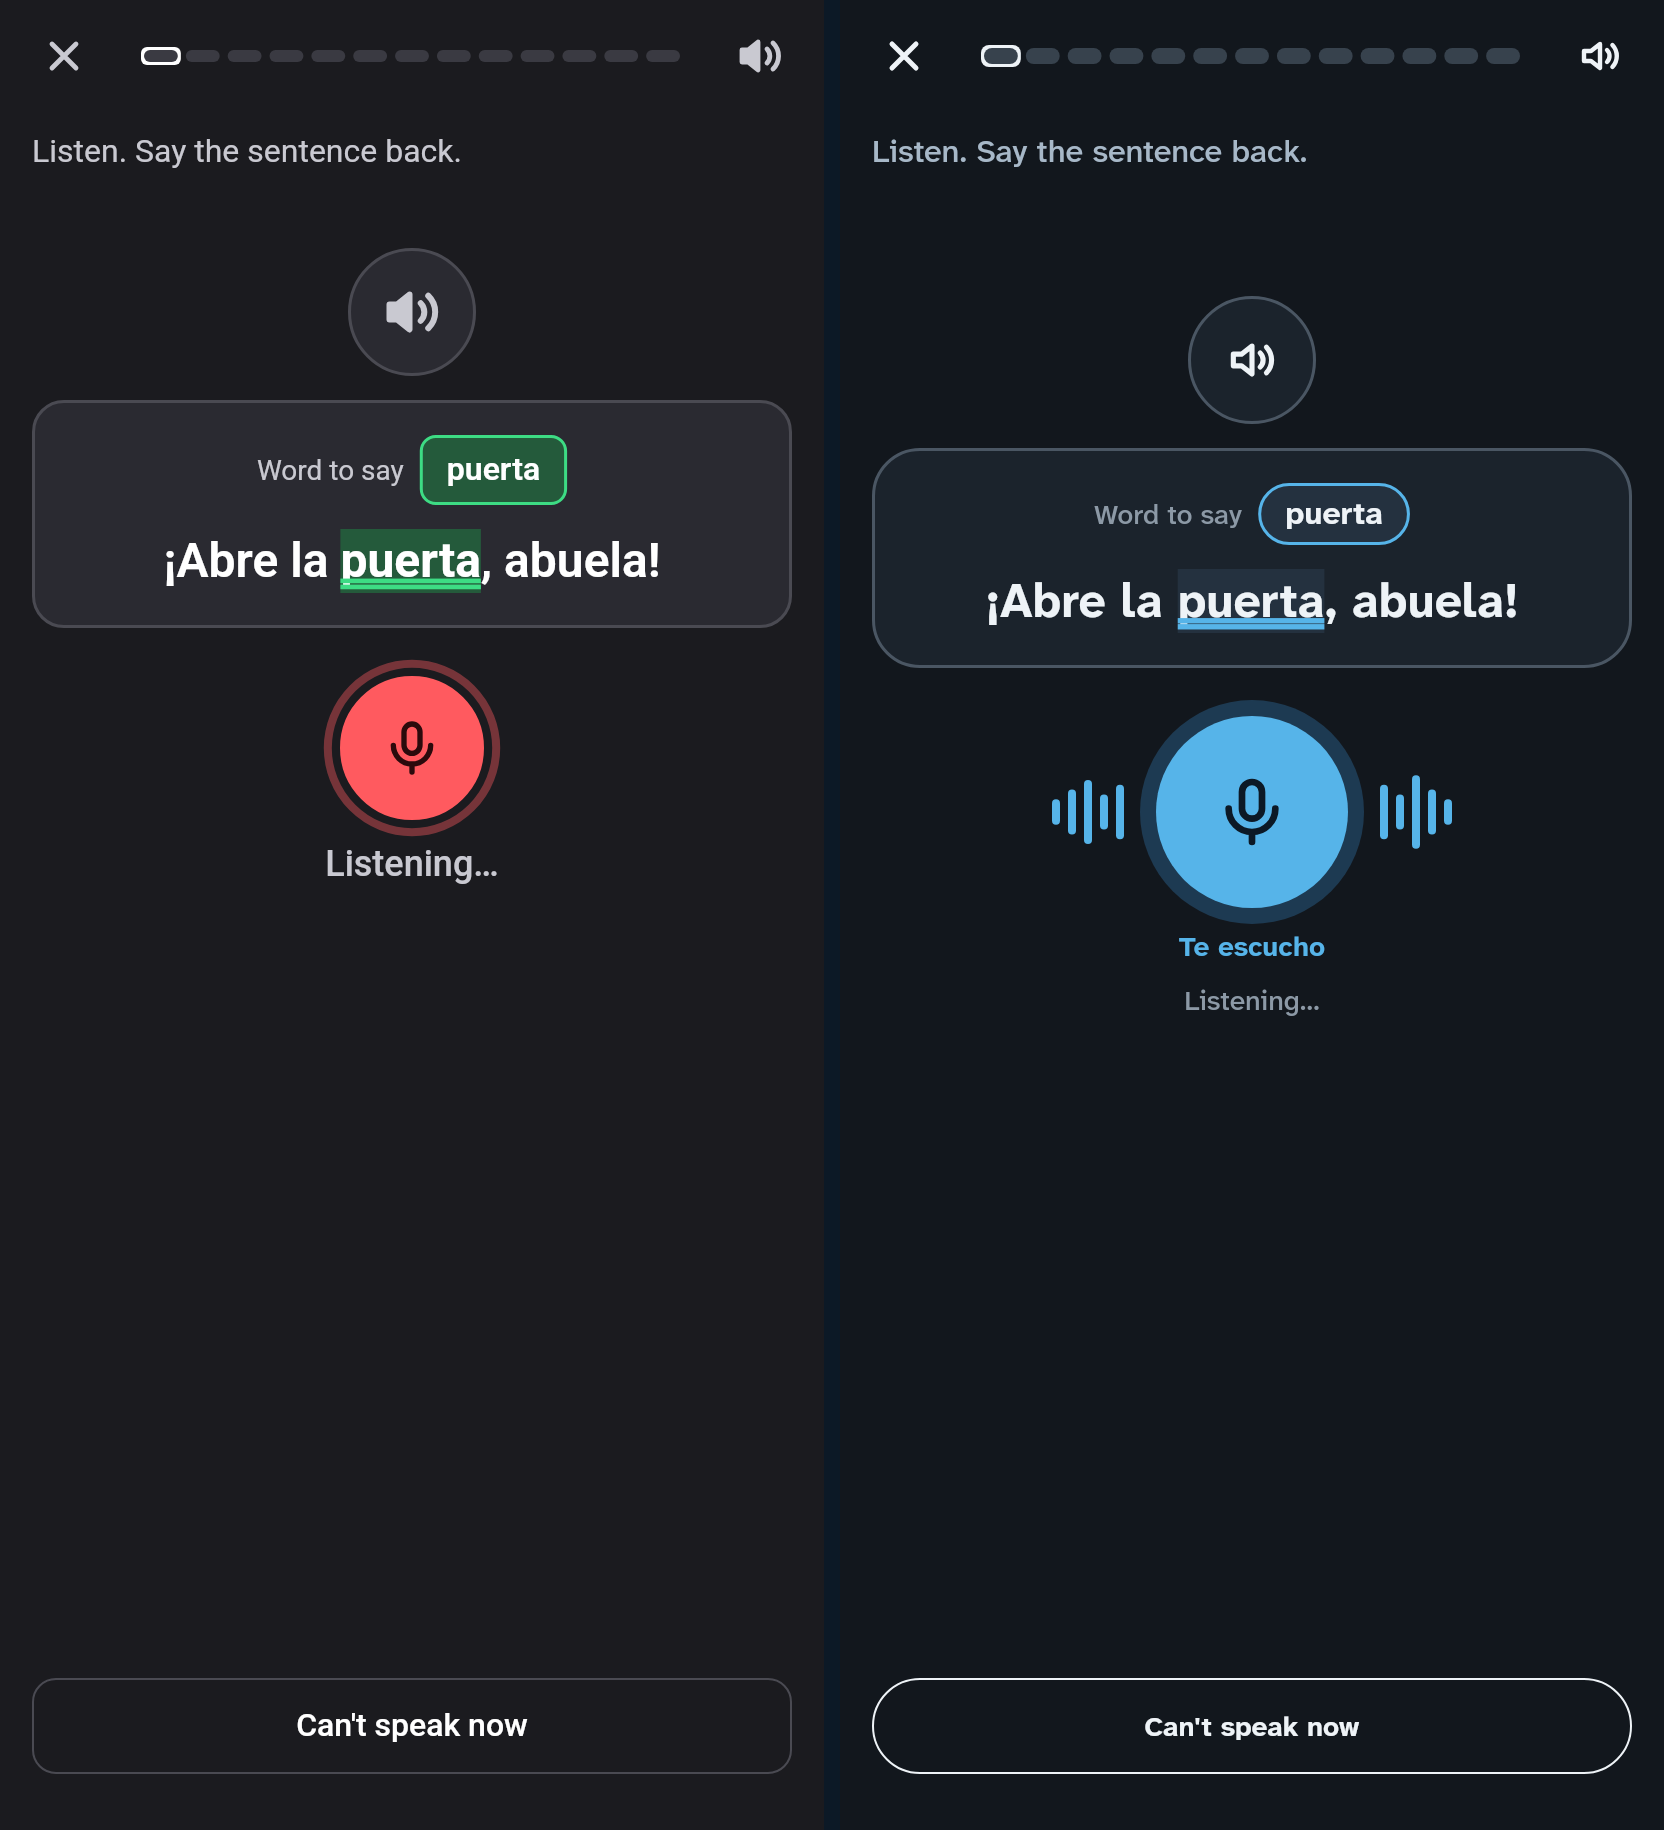 Listen. Say the sentence back.
Word to say puerta
¡Abre la puerta, abuela!
Listening...
Can't speak now
Listen. Say the sentence back.
Word to say puerta
¡Abre la puerta, abuela!
Te escucho
Listening...
Can't speak now